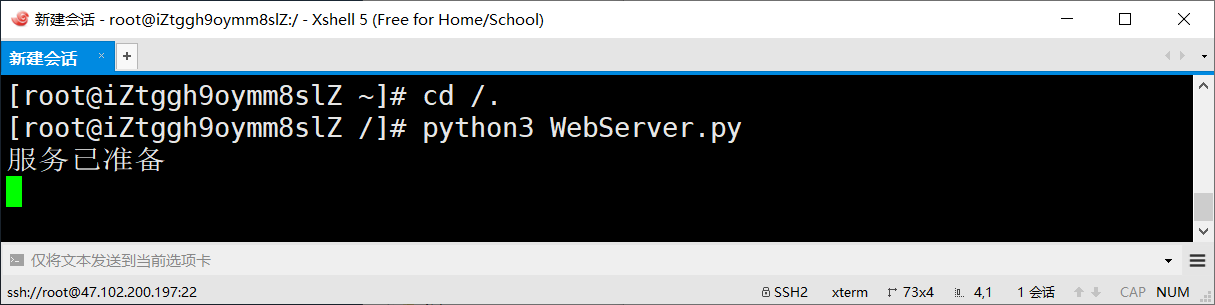 新建会话 - root@iZtggh9oymm8slZ:/ - Xshell 5 (Free for Home/School)
新建会话 × +
[root@iZtggh9oymm8slZ ~]# cd /.
[root@iZtggh9oymm8slZ /]# python3 WebServer.py
服务已准备
仅将文本发送到当前选项卡
ssh://root@47.102.200.197:22 SSH2 xterm 73x4 4,1 1 会话 CAP NUM